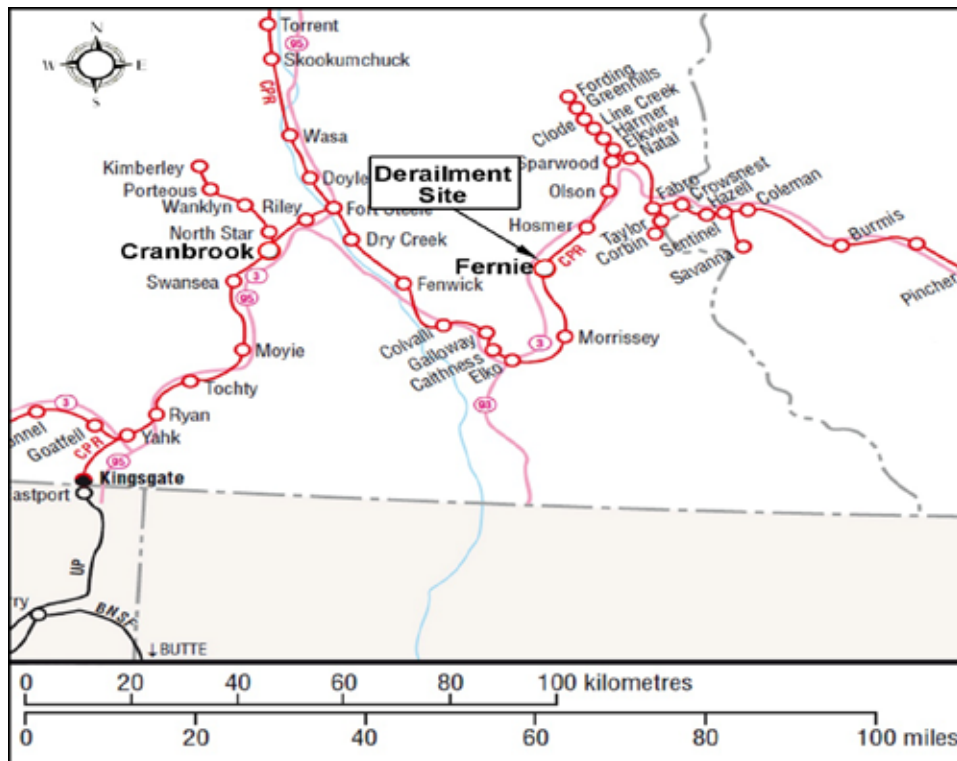 N
W
E
S
Torrent
95
Skookumchuck
CPR
Wasa
Doyle
Kimberley
Porteous
Wanklyn
Riley
Fort Steele
North Star
Cranbrook
Dry Creek
Swansea
3
95
Fenwick
Moyie
Tochty
Ryan
Yahk
3
Goatfell
CPR
95
Kingsgate
UP
BNSF
↓ BUTTE
Colvalli
Galloway
Caithness
Elko
93
3
Morrissey
Fernie
CPR
Derailment
Site
Hosmer
Olson
Sparwood
Fording
Greenhills
Clode
Line Creek
Harmer
Elkview
Natal
Fabre
Crowsnest
Taylor
Corbin
Sentinel
Hazell
Savanna
Coleman
Burmis
Pincher
0 20 40 60 80 100 kilometres
0 20 40 60 80 100 miles